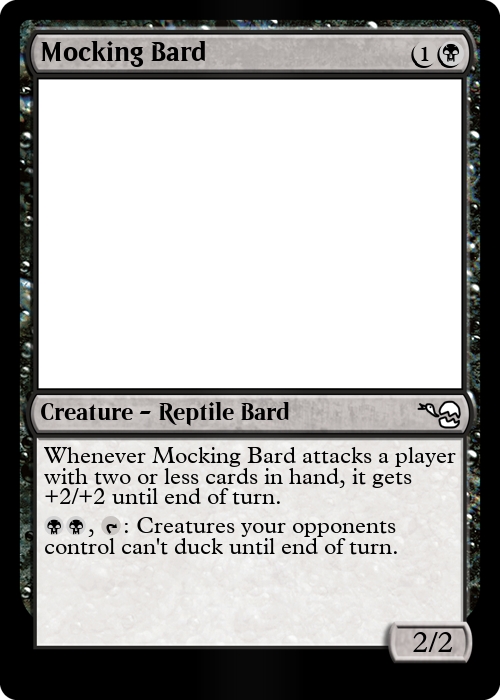 Mocking Bard 1
Creature – Reptile Bard
Whenever Mocking Bard attacks a player
with two or less cards in hand, it gets
+2/+2 until end of turn.
, : Creatures your opponents
control can't duck until end of turn.
2/2